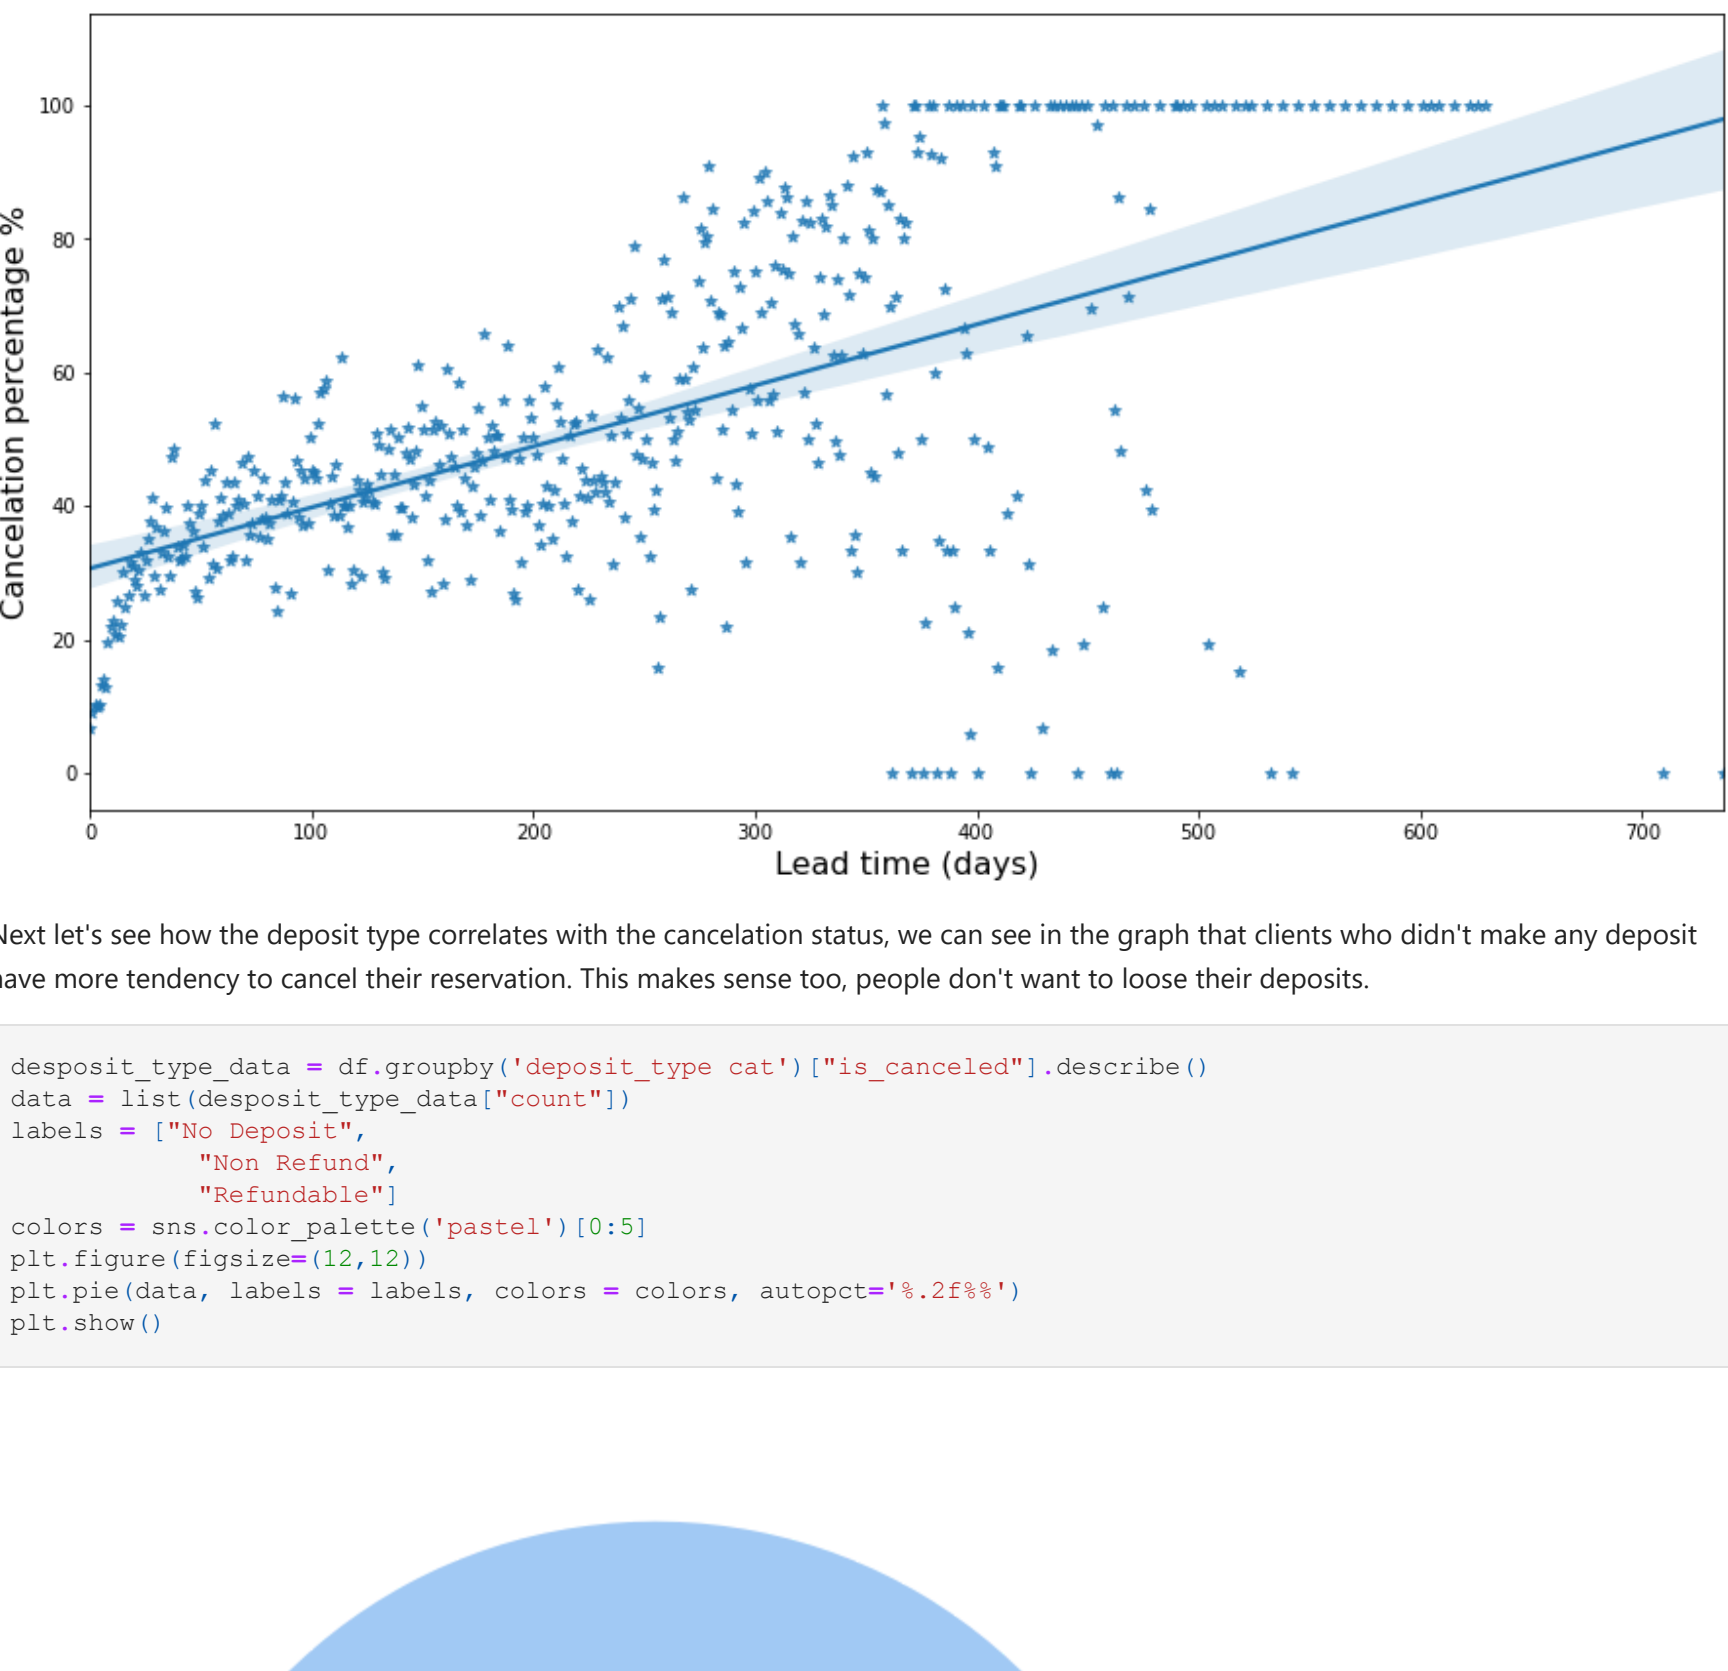 100
80
60
40
20
0
Cancelation percentage %
0 100 200 300 400 500 600 700
Lead time (days)
Next let's see how the deposit type correlates with the cancelation status, we can see in the graph that clients who didn't make any deposit
have more tendency to cancel their reservation. This makes sense too, people don't want to loose their deposits.
desposit_type_data = df.groupby('deposit_type cat')["is_canceled"].describe()
data = list(desposit_type_data["count"])
labels = ["No Deposit",
"Non Refund",
"Refundable"]
colors = sns.color_palette('pastel')[0:5]
plt.figure(figsize=(12,12))
plt.pie(data, labels = labels, colors = colors, autopct='%.2f%%')
plt.show()